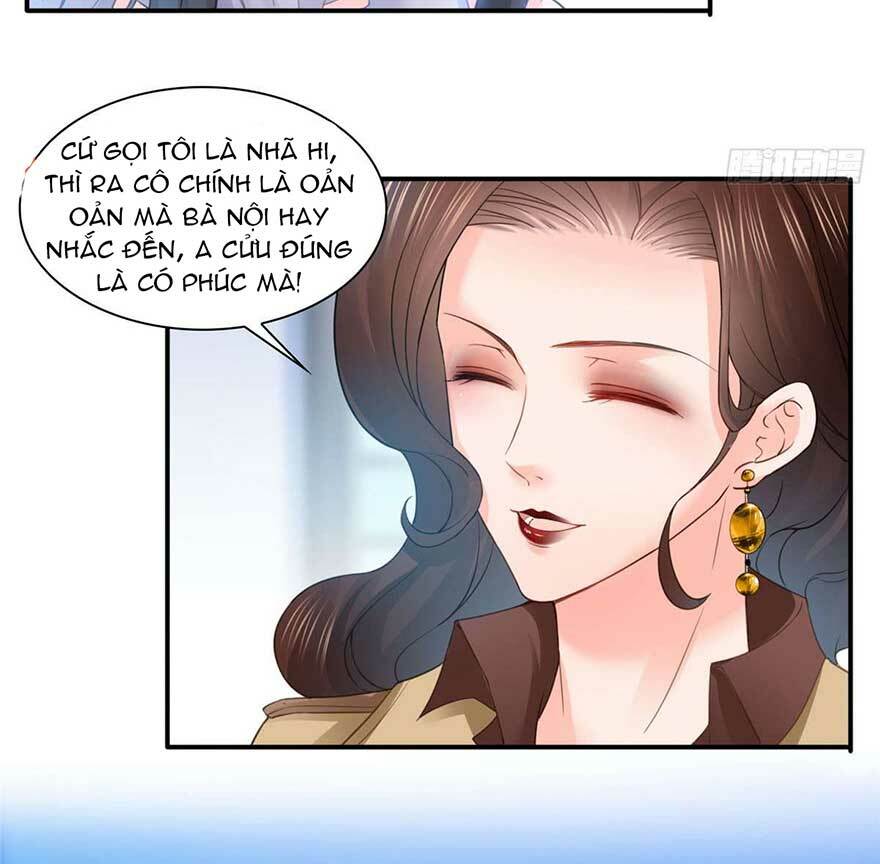 CỨ GỌI TÔI LÀ NHÃ HI,
THÌ RA CÔ CHÍNH LÀ OẢN
OẢN MÀ BÀ NỘI HAY
NHẮC ĐẾN, A CỬU ĐÚNG
LÀ CÓ PHÚC MÀ!